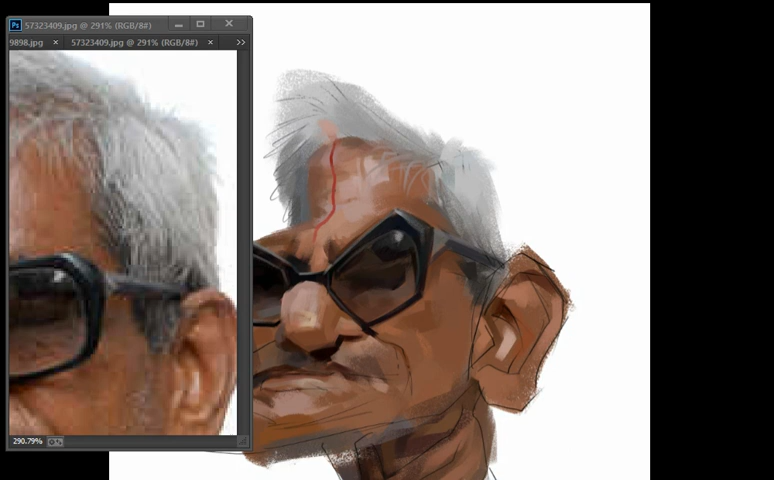 Ps 57323409.jpg @ 291% (RGB/8#)
9898.jpg × 57323409.jpg @ 291% (RGB/8#) × >>
290.79%